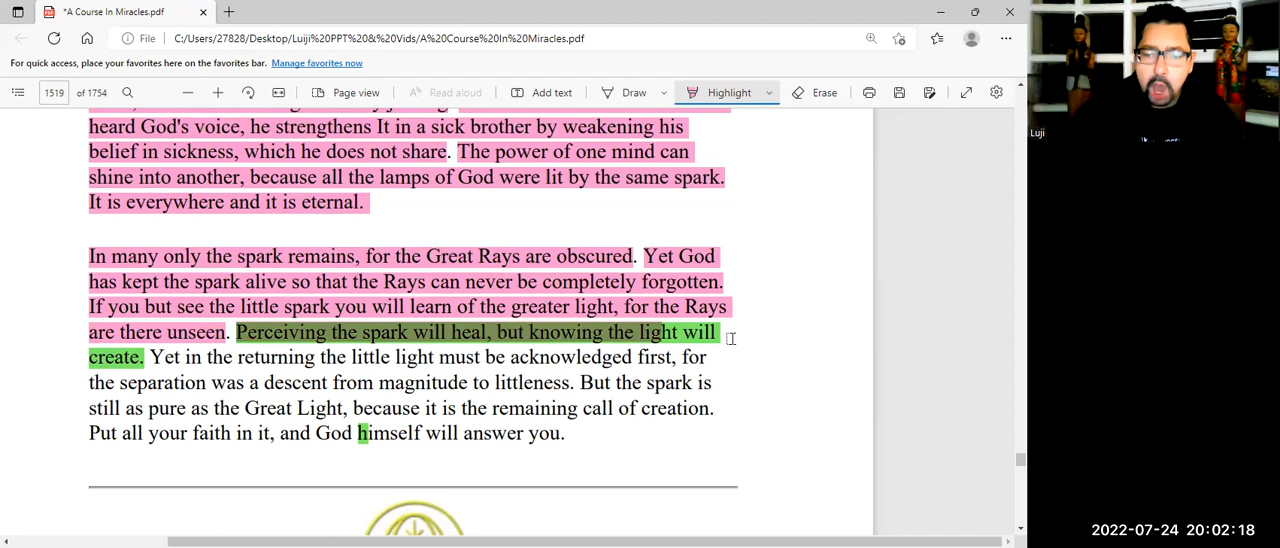 *A Course In Miracles.pdf
File
C:/Users/27828/Desktop/Luiji%20PPT%20&%20Vids/A%20Course%20In%20Miracles.pdf
For quick access, place your favorites here on the favorites bar. Manage favorites now
1519 of 1754 Page view Read aloud Add text Draw Highlight Erase
heard God's voice, he strengthens It in a sick brother by weakening his
belief in sickness, which he does not share. The power of one mind can
shine into another, because all the lamps of God were lit by the same spark.
It is everywhere and it is eternal.
In many only the spark remains, for the Great Rays are obscured. Yet God
has kept the spark alive so that the Rays can never be completely forgotten.
If you but see the little spark you will learn of the greater light, for the Rays
are there unseen. Perceiving the spark will heal, but knowing the light will
create. Yet in the returning the little light must be acknowledged first, for
the separation was a descent from magnitude to littleness. But the spark is
still as pure as the Great Light, because it is the remaining call of creation.
Put all your faith in it, and God himself will answer you.
Luji
2022-07-24 20:02:18